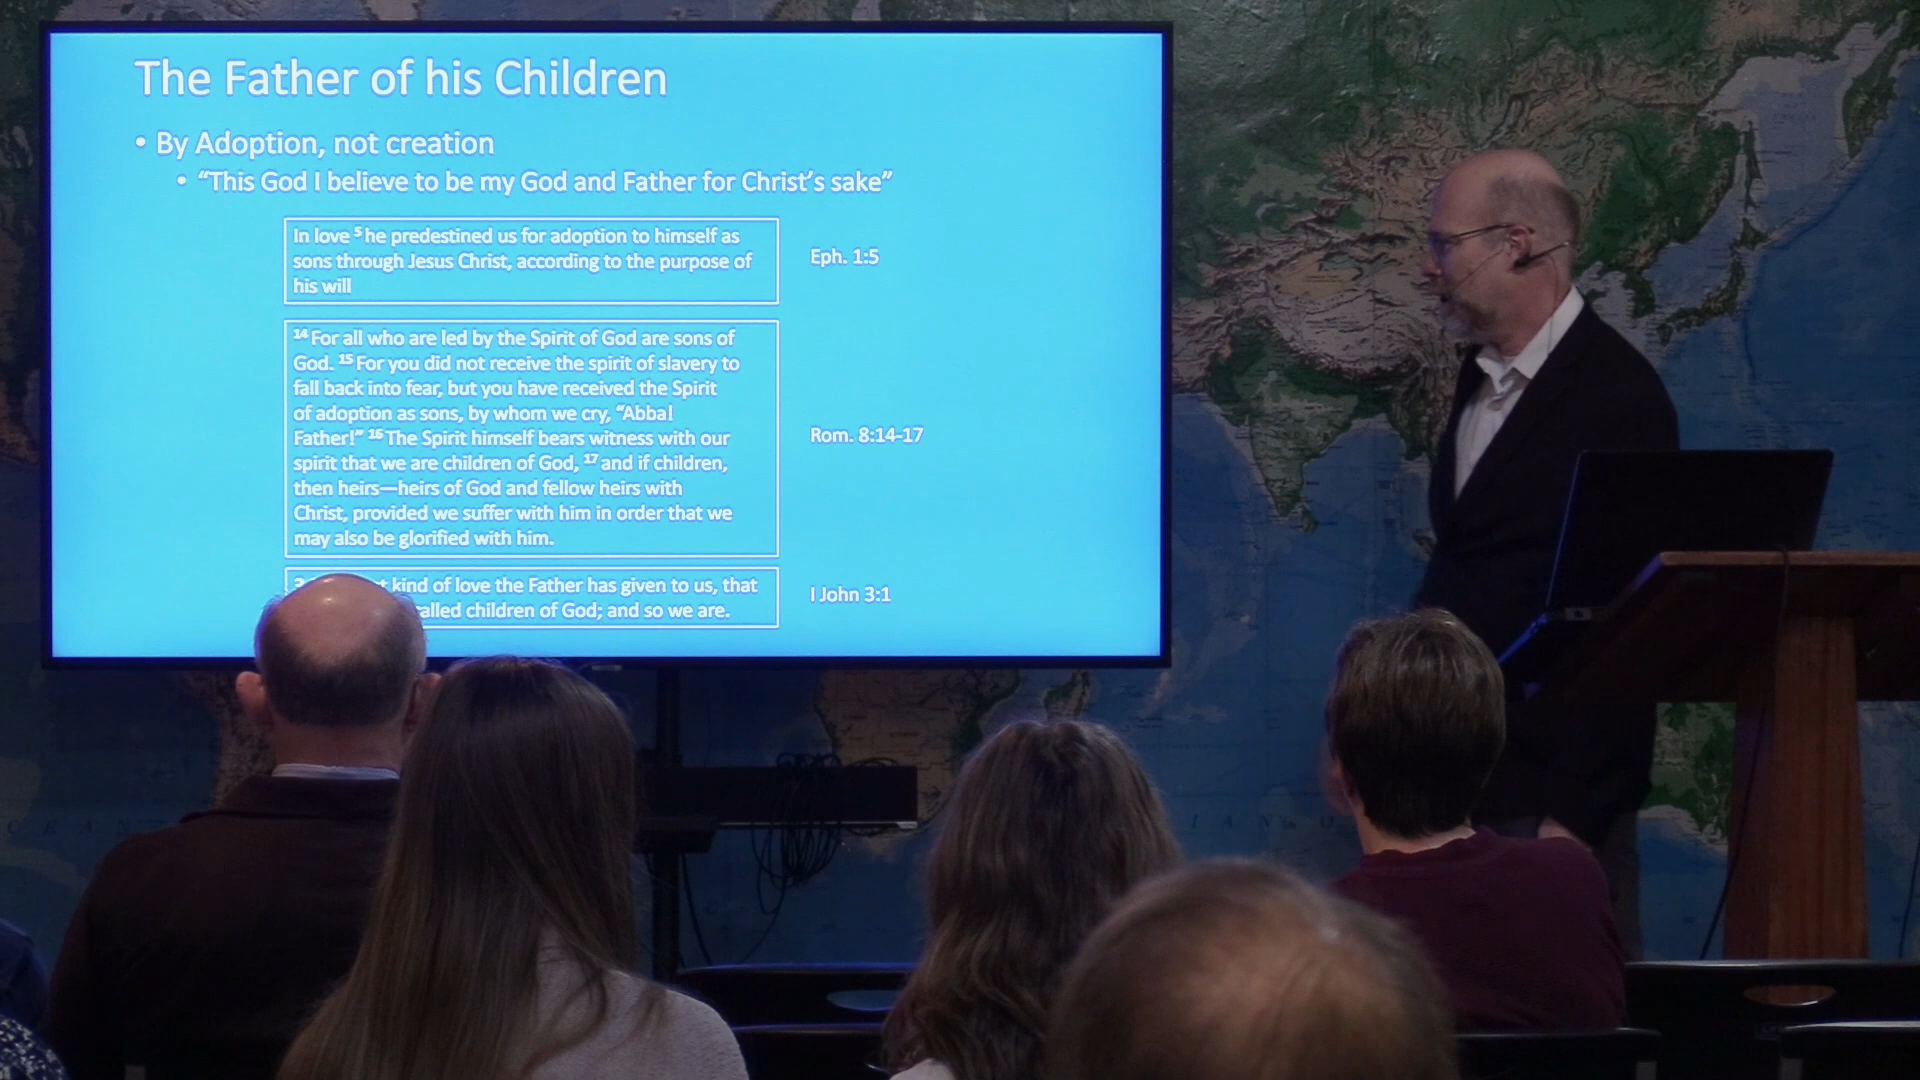 The Father of his Children
• By Adoption, not creation
• “This God I believe to be my God and Father for Christ’s sake”
In love ⁵ he predestined us for adoption to himself as
sons through Jesus Christ, according to the purpose of
his will
Eph. 1:5
¹⁴ For all who are led by the Spirit of God are sons of
God. ¹⁵ For you did not receive the spirit of slavery to
fall back into fear, but you have received the Spirit
of adoption as sons, by whom we cry, “Abba!
Father!” ¹⁶ The Spirit himself bears witness with our
spirit that we are children of God, ¹⁷ and if children,
then heirs—heirs of God and fellow heirs with
Christ, provided we suffer with him in order that we
may also be glorified with him.
Rom. 8:14-17
kind of love the Father has given to us, that
called children of God; and so we are.
I John 3:1